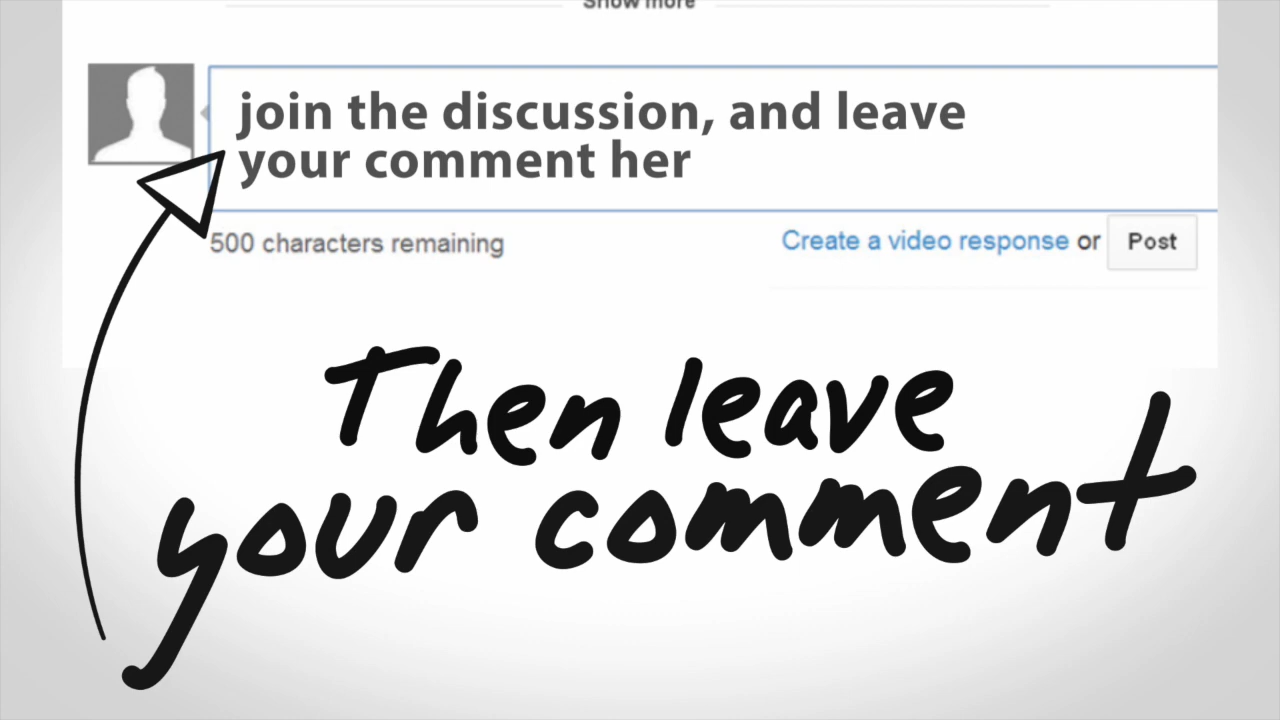 Show more
join the discussion, and leave
your comment her
500 characters remaining
Create a video response or Post
Then leave
your comment